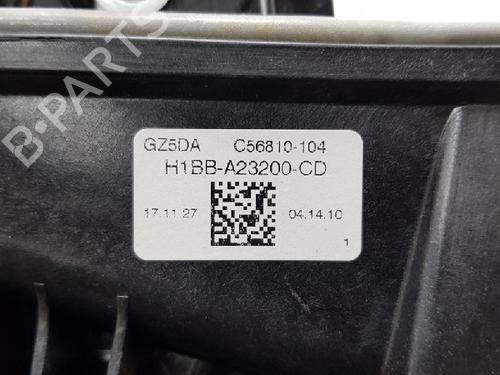 B-PARTS
GZ5DA C56810-104
H1BB-A23200-CD
17.11.27 04.14.10
1